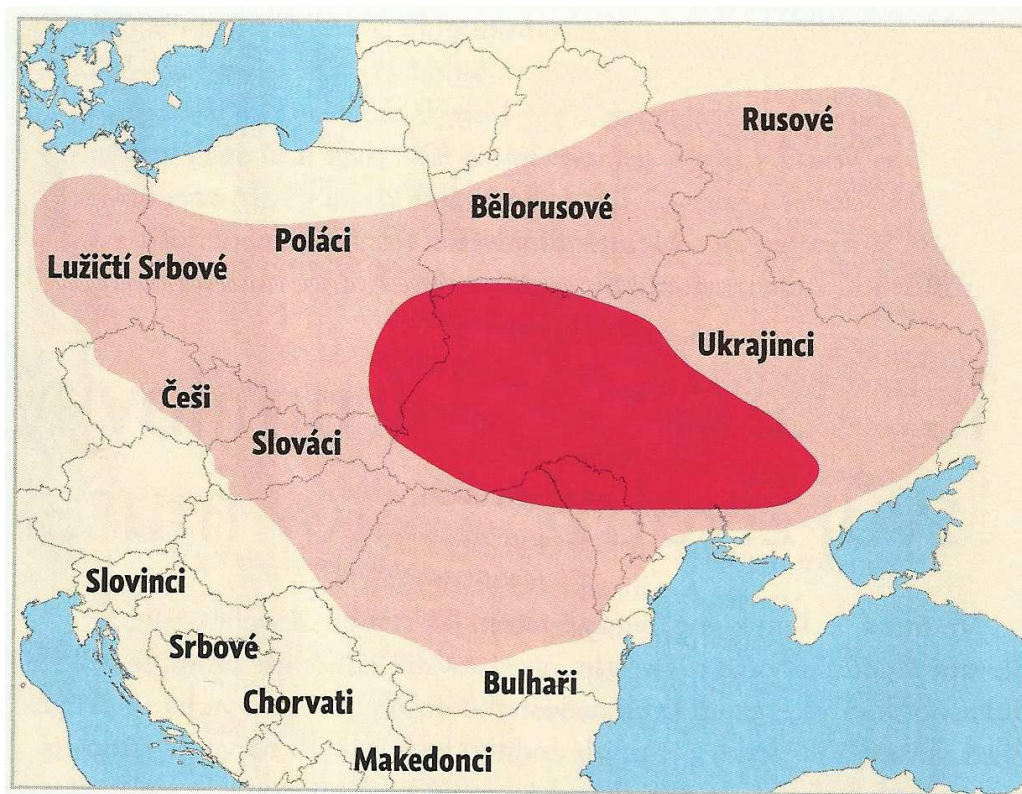 Rusové
Bělorusové
Poláci
Lužičtí Srbové
Ukrajinci
Češi
Slováci
Slovinci
Srbové
Bulhaři
Chorvati
Makedonci